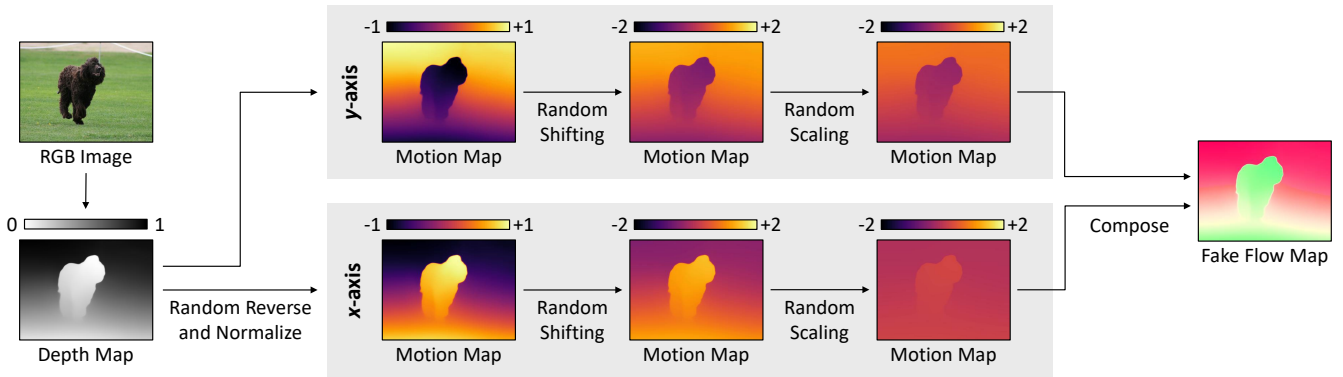 RGB Image
0 1
Depth Map
Random Reverse
and Normalize
y-axis
-1 +1
Motion Map
Random
Shifting
-2 +2
Motion Map
Random
Scaling
-2 +2
Motion Map
x-axis
-1 +1
Motion Map
Random
Shifting
-2 +2
Motion Map
Random
Scaling
-2 +2
Motion Map
Compose
Fake Flow Map